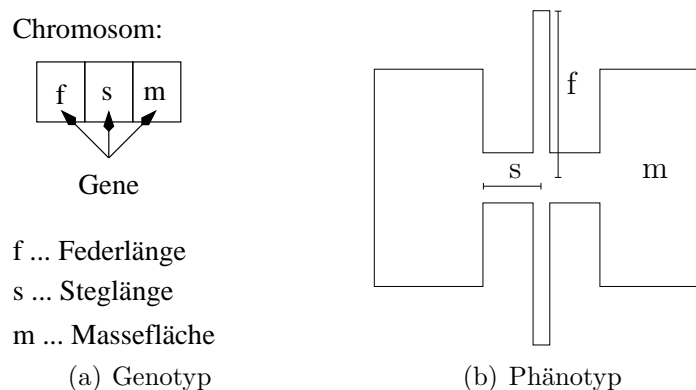 Chromosom:
f s m
Gene
f ... Federlänge
s ... Steglänge
m ... Massefläche
(a) Genotyp
f
s
m
(b) Phänotyp